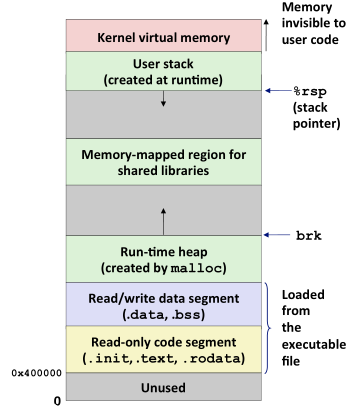 Memory
invisible to
user code
Kernel virtual memory
User stack
(created at runtime)
%rsp
(stack
pointer)
Memory-mapped region for
shared libraries
brk
Run-time heap
(created by malloc)
Read/write data segment
(.data, .bss)
Loaded
from
the
executable
file
Read-only code segment
(.init, .text, .rodata)
0x400000
Unused
0